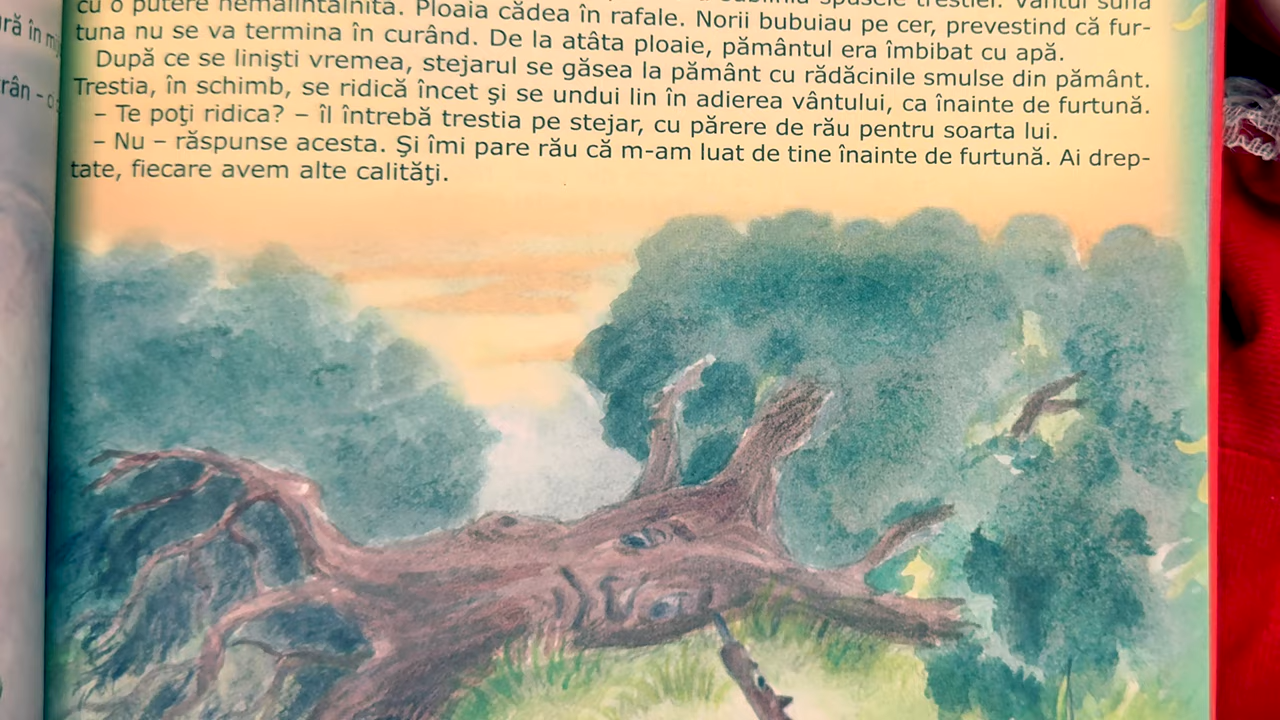 cu o putere nemaiîntâlnită. Ploaia cădea în rafale. Norii bubuiau pe cer, prevestind că fur-
tuna nu se va termina în curând. De la atâta ploaie, pământul era îmbibat cu apă.
După ce se linişti vremea, stejarul se găsea la pământ cu rădăcinile smulse din pământ.
Trestia, în schimb, se ridică încet şi se undui lin în adierea vântului, ca înainte de furtună.
– Te poţi ridica? – îl întrebă trestia pe stejar, cu părere de rău pentru soarta lui.
– Nu – răspunse acesta. Şi îmi pare rău că m-am luat de tine înainte de furtună. Ai drep-
tate, fiecare avem alte calităţi.